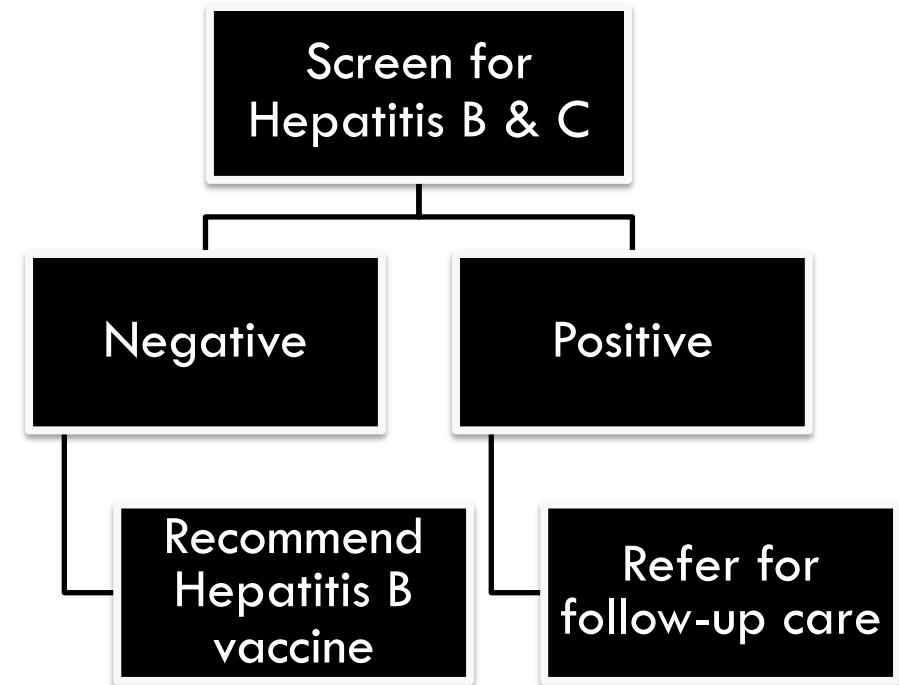 Screen for
Hepatitis B & C
Negative
Positive
Recommend
Hepatitis B
vaccine
Refer for
follow-up care